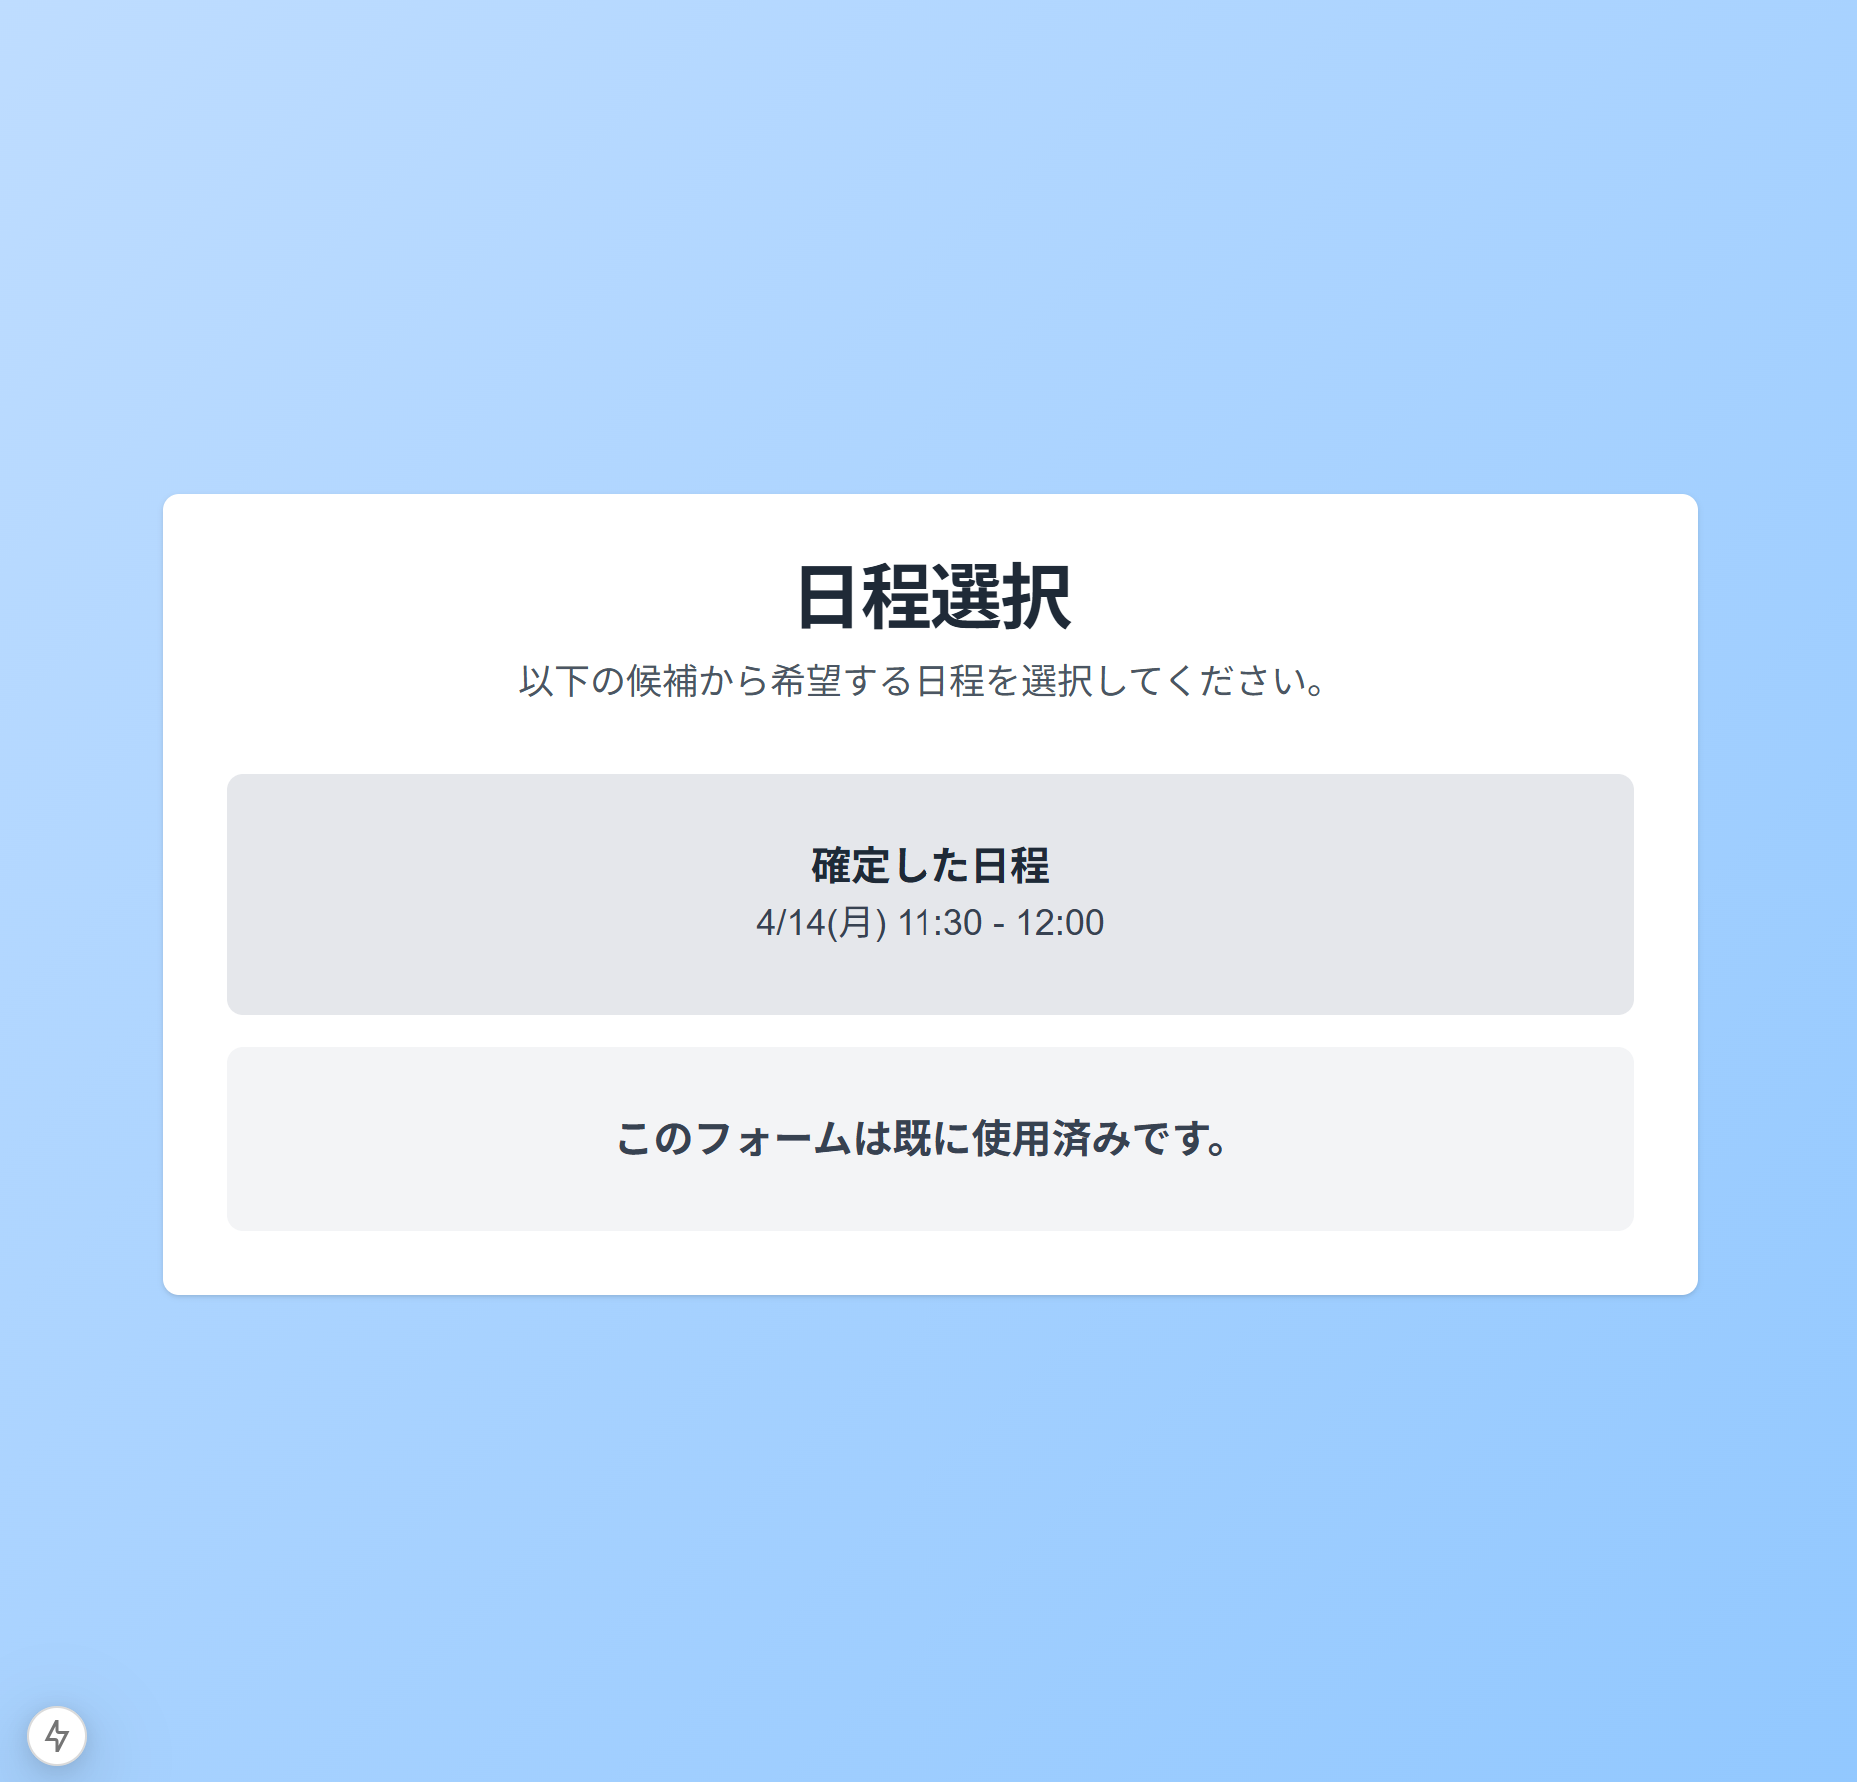 日程選択
以下の候補から希望する日程を選択してください。
確定した日程
4/14(月) 11:30 - 12:00
このフォームは既に使用済みです。